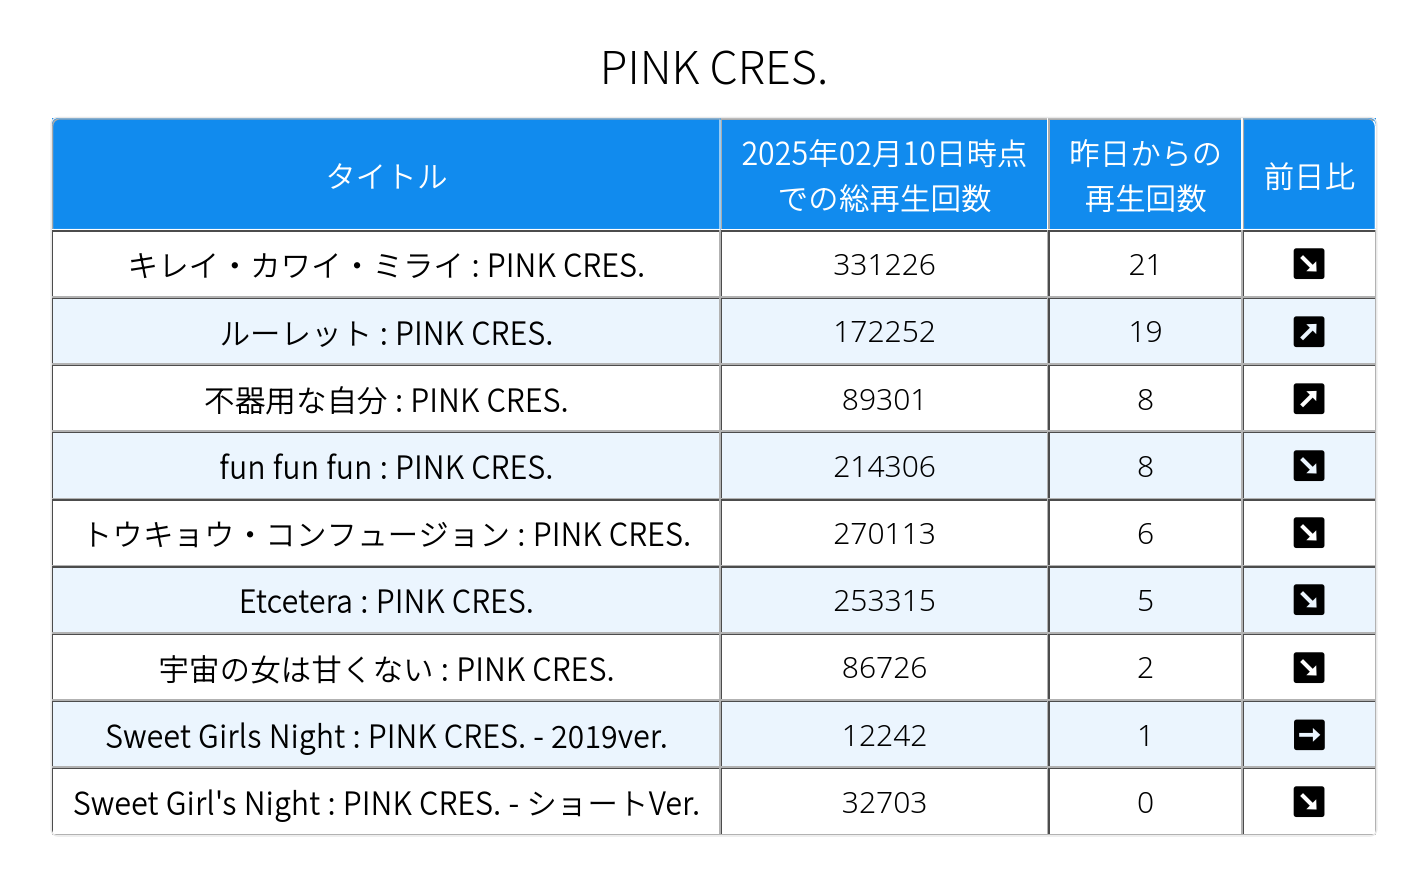 PINK CRES.
タイトル
2025年02月10日時点
での総再生回数
昨日からの
再生回数
前日比
キレイ・カワイ・ミライ : PINK CRES.
331226
21
ルーレット : PINK CRES.
172252
19
不器用な自分 : PINK CRES.
89301
8
fun fun fun : PINK CRES.
214306
8
トウキョウ・コンフュージョン : PINK CRES.
270113
6
Etcetera : PINK CRES.
253315
5
宇宙の女は甘くない : PINK CRES.
86726
2
Sweet Girls Night : PINK CRES. - 2019ver.
12242
1
Sweet Girl's Night : PINK CRES. - ショートVer.
32703
0